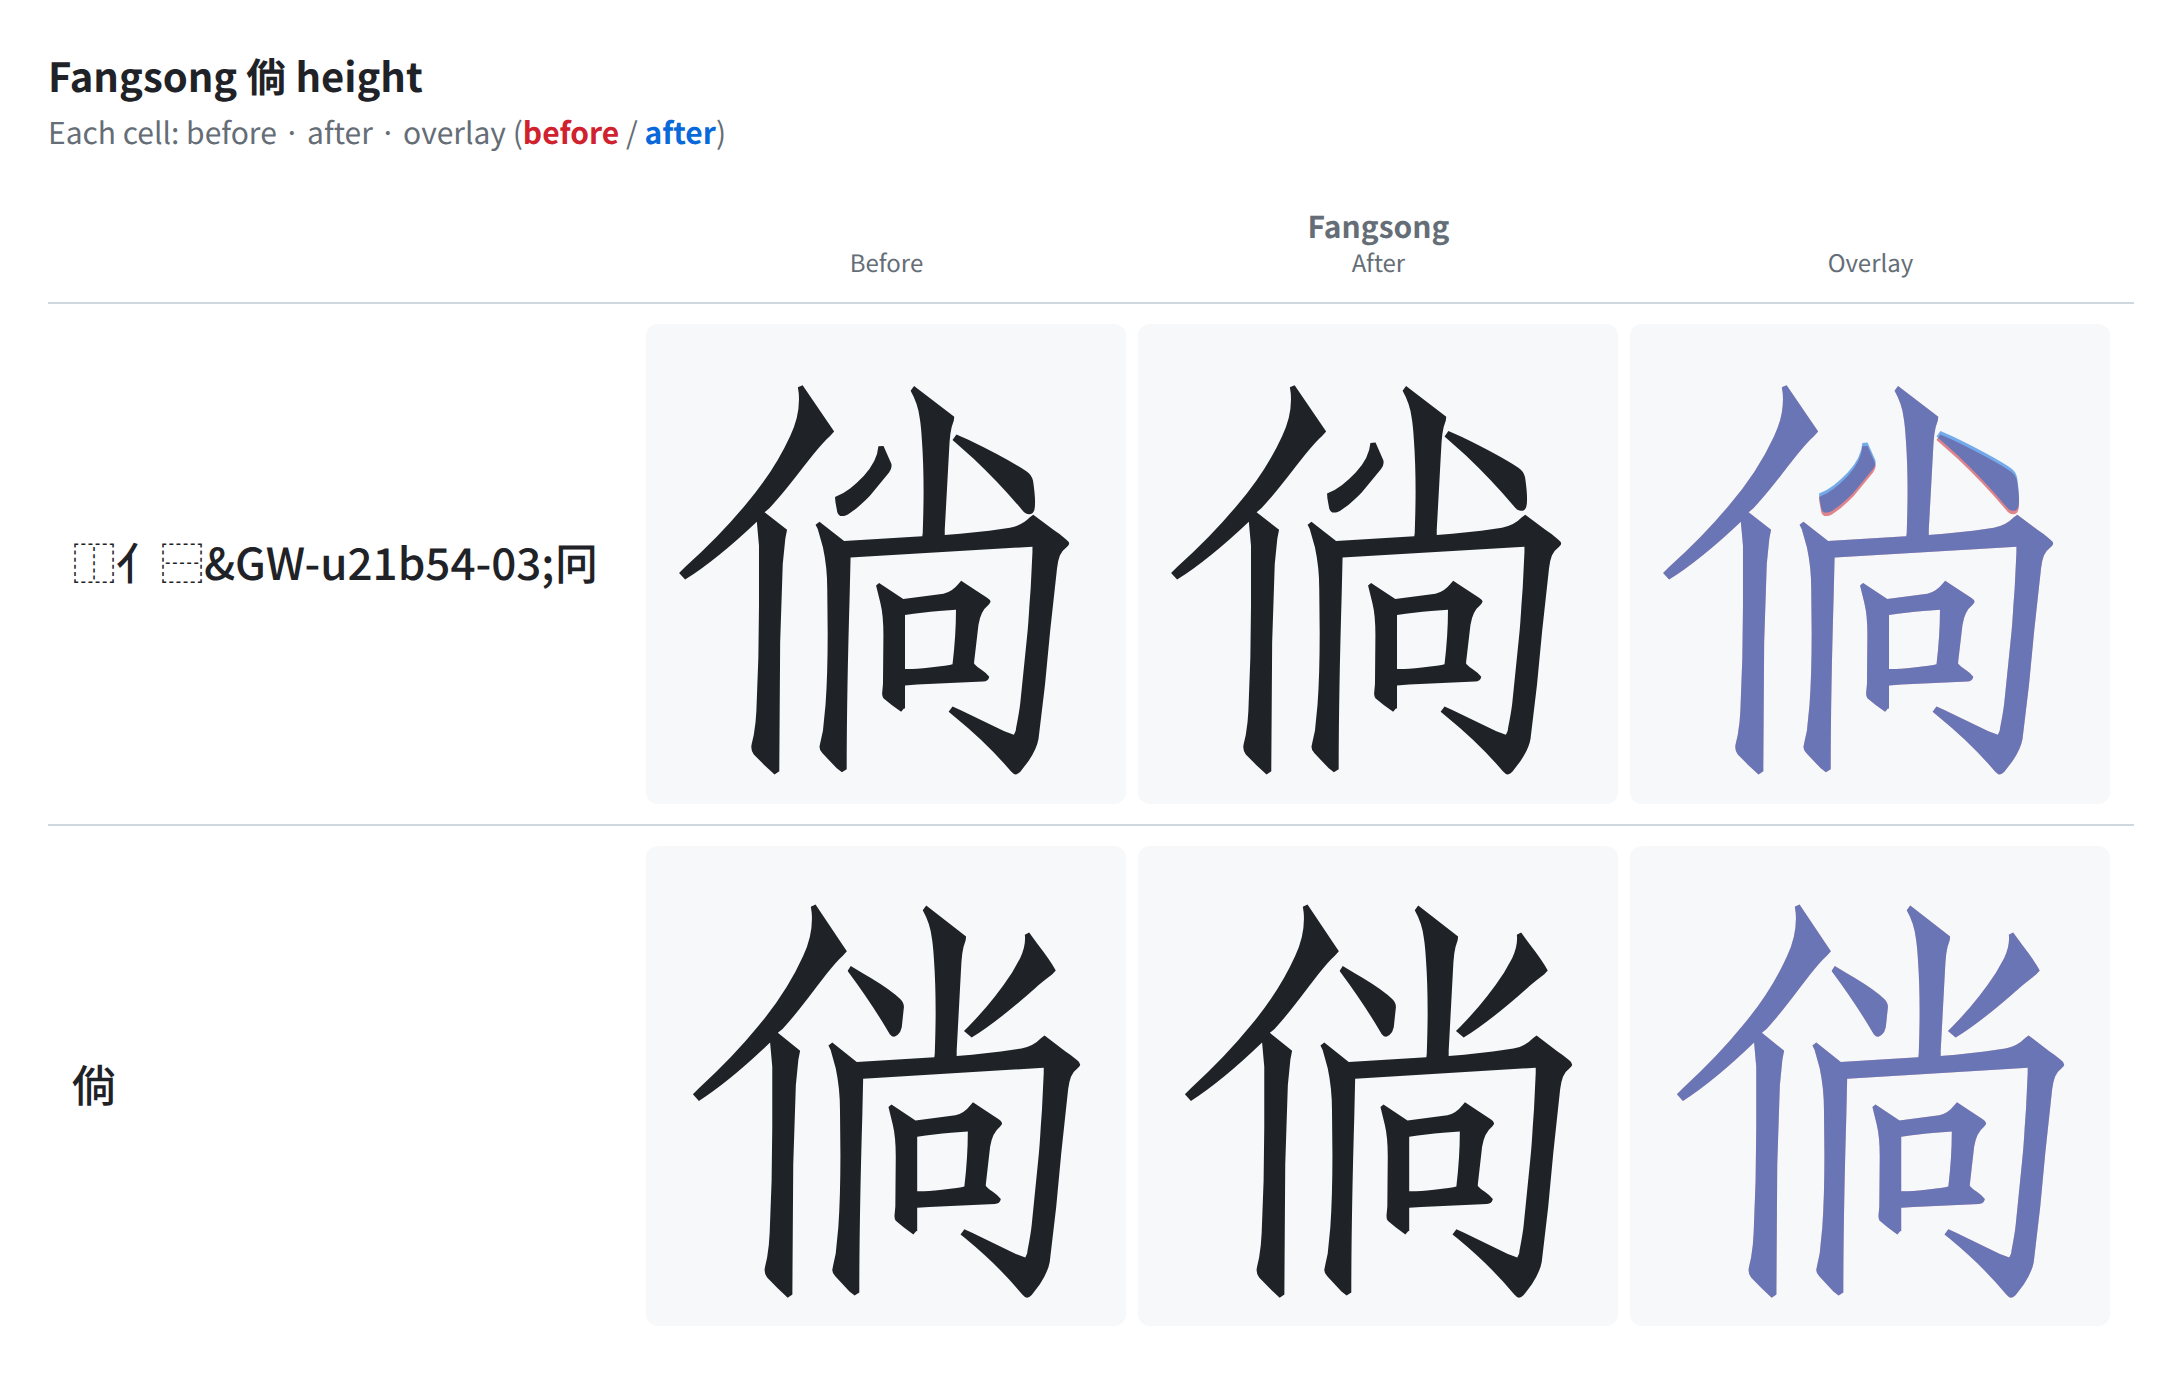 Fangsong 倘 height
Each cell: before · after · overlay (before / after)
Fangsong
Before After Overlay
⿰亻⿱&GW-u21b54-03;冋
倘